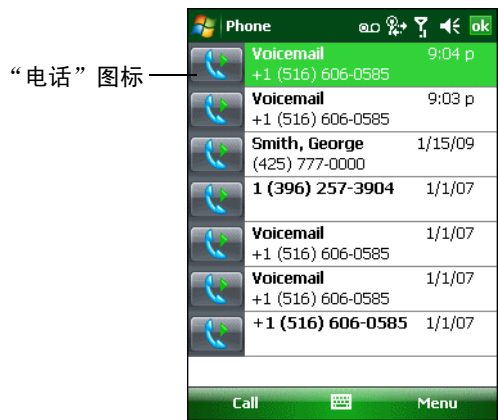 Phone
ok
“电话”图标
Voicemail 9:04 p
+1 (516) 606-0585
Voicemail 9:03 p
+1 (516) 606-0585
Smith, George 1/15/09
(425) 777-0000
1 (396) 257-3904 1/1/07
Voicemail 1/1/07
+1 (516) 606-0585
Voicemail 1/1/07
+1 (516) 606-0585
+1 (516) 606-0585 1/1/07
Call Menu